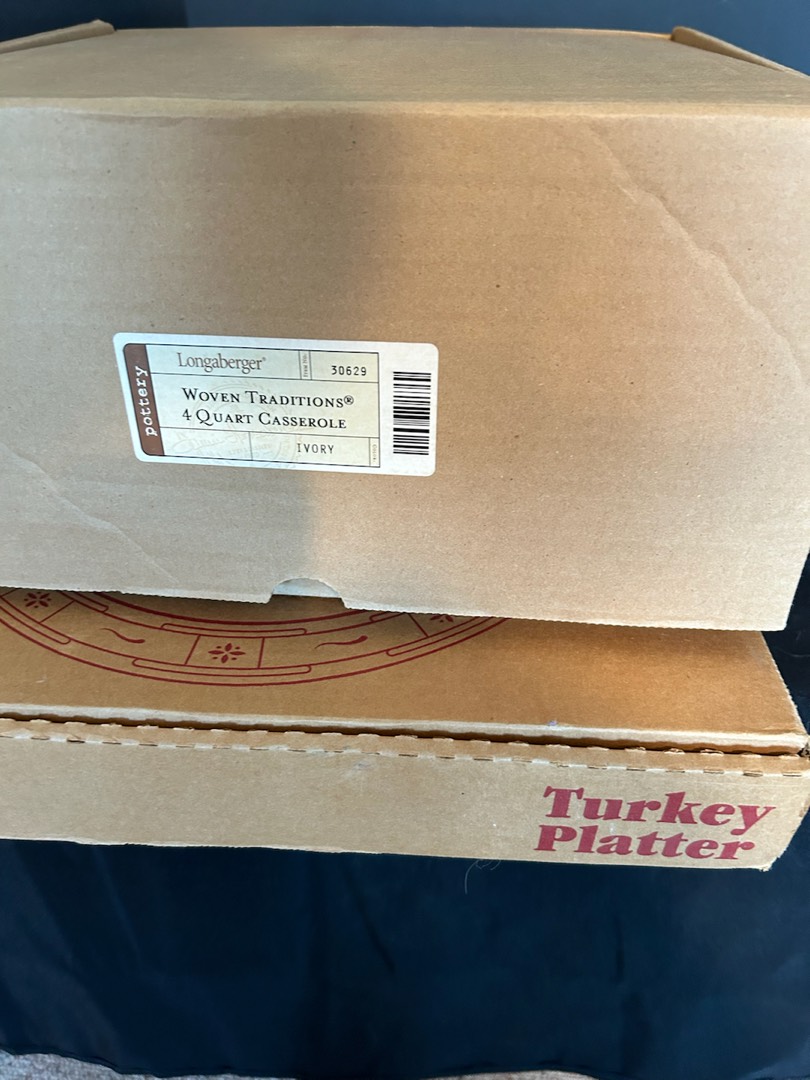 pottery
Longaberger®
30629
WOVEN TRADITIONS®
4 QUART CASSEROLE
IVORY
Turkey
Platter